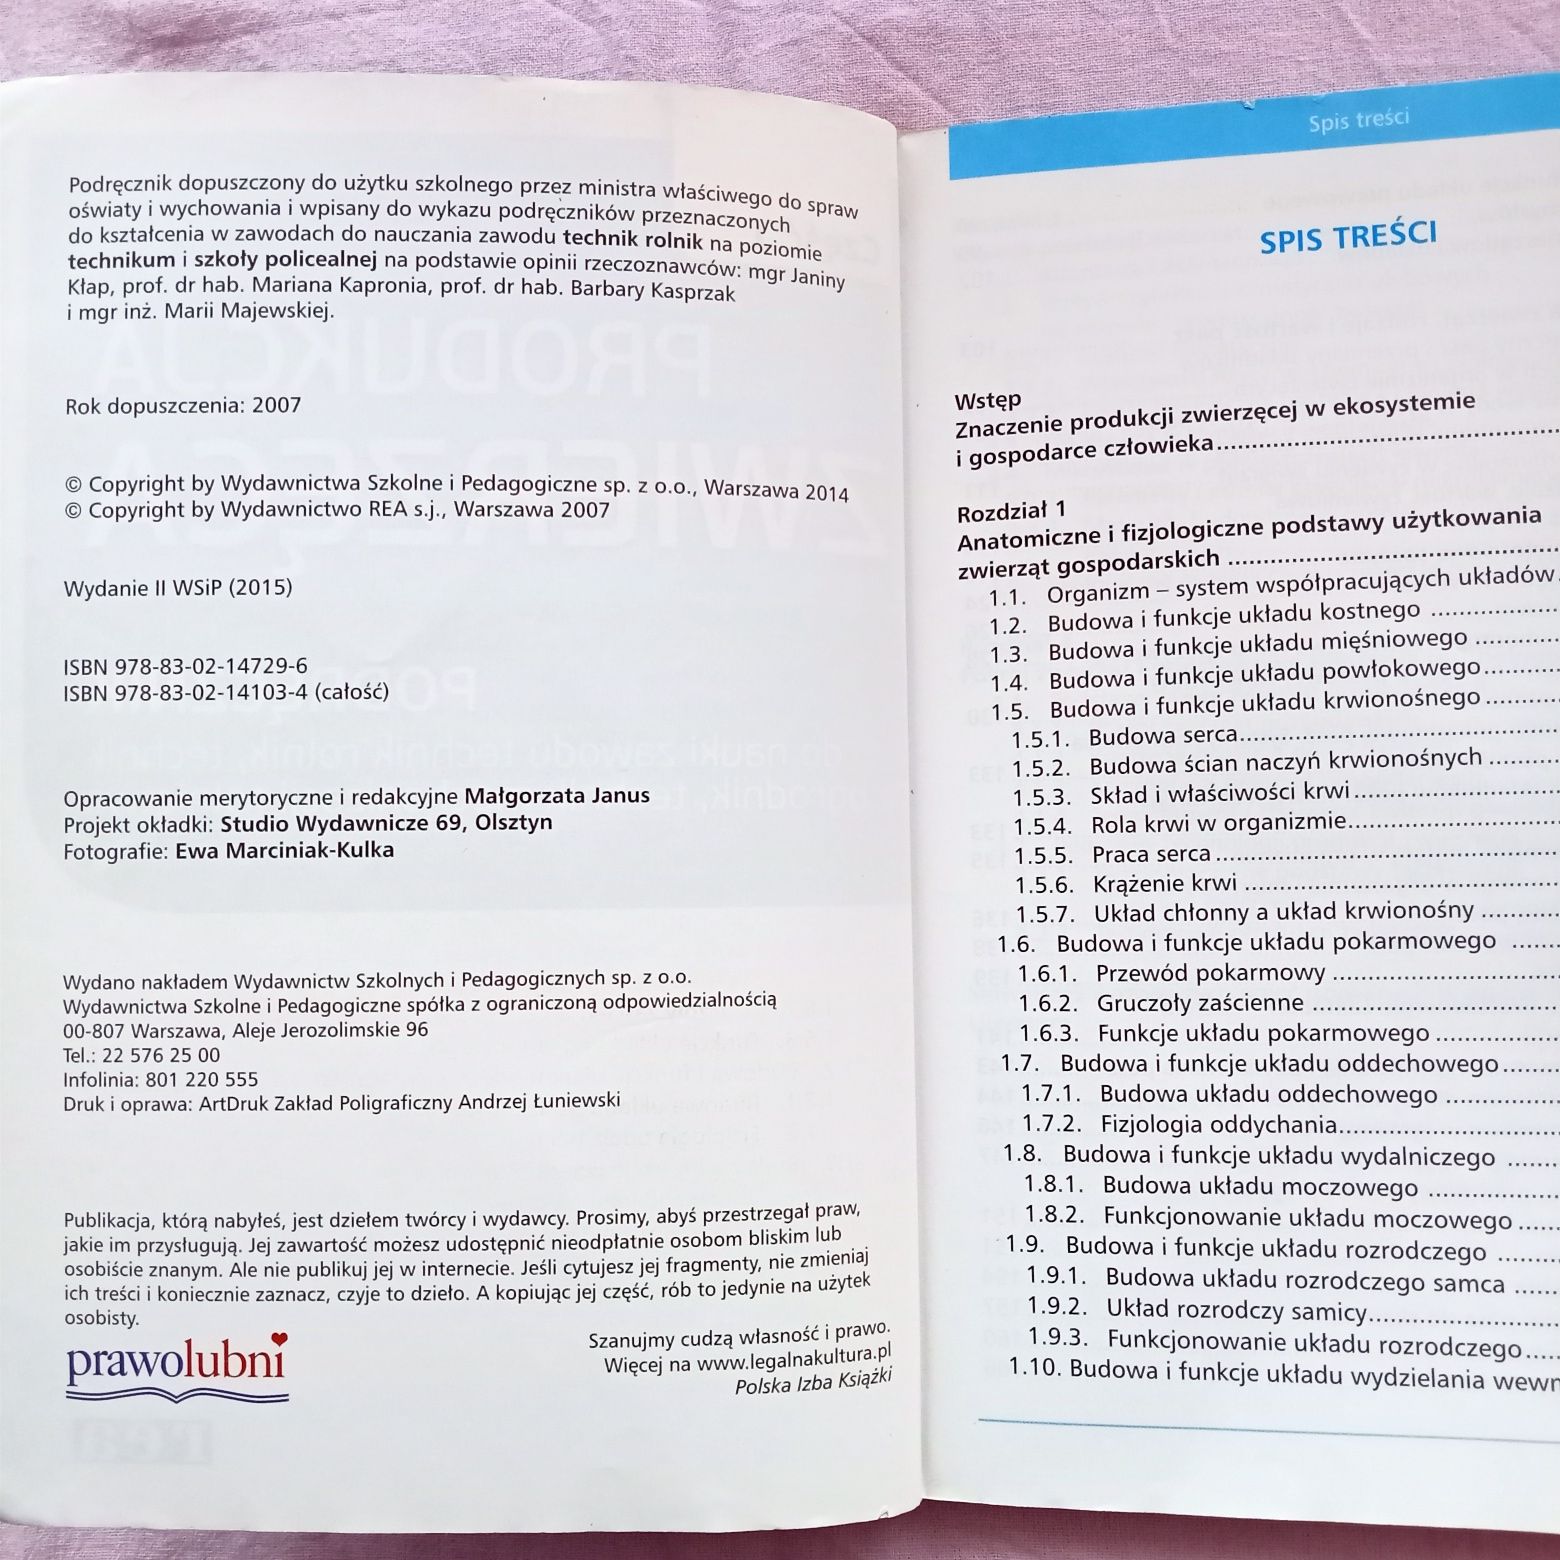 Podręcznik dopuszczony do użytku szkolnego przez ministra właściwego do spraw
oświaty i wychowania i wpisany do wykazu podręczników przeznaczonych
do kształcenia w zawodach do nauczania zawodu technik rolnik na poziomie
technikum i szkoły policealnej na podstawie opinii rzeczoznawców: mgr Janiny
Kłap, prof. dr hab. Mariana Kapronia, prof. dr hab. Barbary Kasprzak
i mgr inż. Marii Majewskiej.
Rok dopuszczenia: 2007
© Copyright by Wydawnictwa Szkolne i Pedagogiczne sp. z o.o., Warszawa 2014
© Copyright by Wydawnictwo REA s.j., Warszawa 2007
Wydanie II WSiP (2015)
ISBN 978-83-02-14729-6
ISBN 978-83-02-14103-4 (całość)
Opracowanie merytoryczne i redakcyjne Małgorzata Janus
Projekt okładki: Studio Wydawnicze 69, Olsztyn
Fotografie: Ewa Marciniak-Kulka
Wydano nakładem Wydawnictw Szkolnych i Pedagogicznych sp. z o.o.
Wydawnictwa Szkolne i Pedagogiczne spółka z ograniczoną odpowiedzialnością
00-807 Warszawa, Aleje Jerozolimskie 96
Tel.: 22 576 25 00
Infolinia: 801 220 555
Druk i oprawa: ArtDruk Zakład Poligraficzny Andrzej Łuniewski
Publikacja, którą nabyłeś, jest dziełem twórcy i wydawcy. Prosimy, abyś przestrzegał praw,
jakie im przysługują. Jej zawartość możesz udostępnić nieodpłatnie osobom bliskim lub
osobiście znanym. Ale nie publikuj jej w internecie. Jeśli cytujesz jej fragmenty, nie zmieniaj
ich treści i koniecznie zaznacz, czyje to dzieło. A kopiując jej część, rób to jedynie na użytek
osobisty.
prawolubni
Szanujmy cudzą własność i prawo.
Więcej na www.legalnakultura.pl
Polska Izba Książki
Spis treści
SPIS TREŚCI
Wstęp
Znaczenie produkcji zwierzęcej w ekosystemie
i gospodarce człowieka
Rozdział 1
Anatomiczne i fizjologiczne podstawy użytkowania
zwierząt gospodarskich
1.1. Organizm – system współpracujących układów
1.2. Budowa i funkcje układu kostnego
1.3. Budowa i funkcje układu mięśniowego
1.4. Budowa i funkcje układu powłokowego
1.5. Budowa i funkcje układu krwionośnego
1.5.1. Budowa serca
1.5.2. Budowa ścian naczyń krwionośnych
1.5.3. Skład i właściwości krwi
1.5.4. Rola krwi w organizmie
1.5.5. Praca serca
1.5.6. Krążenie krwi
1.5.7. Układ chłonny a układ krwionośny
1.6. Budowa i funkcje układu pokarmowego
1.6.1. Przewód pokarmowy
1.6.2. Gruczoły zaścienne
1.6.3. Funkcje układu pokarmowego
1.7. Budowa i funkcje układu oddechowego
1.7.1. Budowa układu oddechowego
1.7.2. Fizjologia oddychania
1.8. Budowa i funkcje układu wydalniczego
1.8.1. Budowa układu moczowego
1.8.2. Funkcjonowanie układu moczowego
1.9. Budowa i funkcje układu rozrodczego
1.9.1. Budowa układu rozrodczego samca
1.9.2. Układ rozrodczy samicy
1.9.3. Funkcjonowanie układu rozrodczego
1.10. Budowa i funkcje układu wydzielania